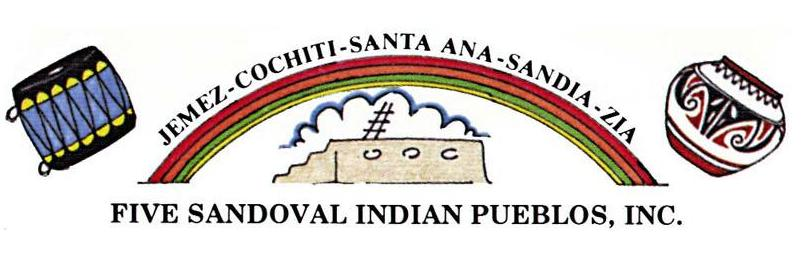 JEMEZ-COCHITI-SANTA ANA-SANDIA-ZIA
FIVE SANDOVAL INDIAN PUEBLOS, INC.